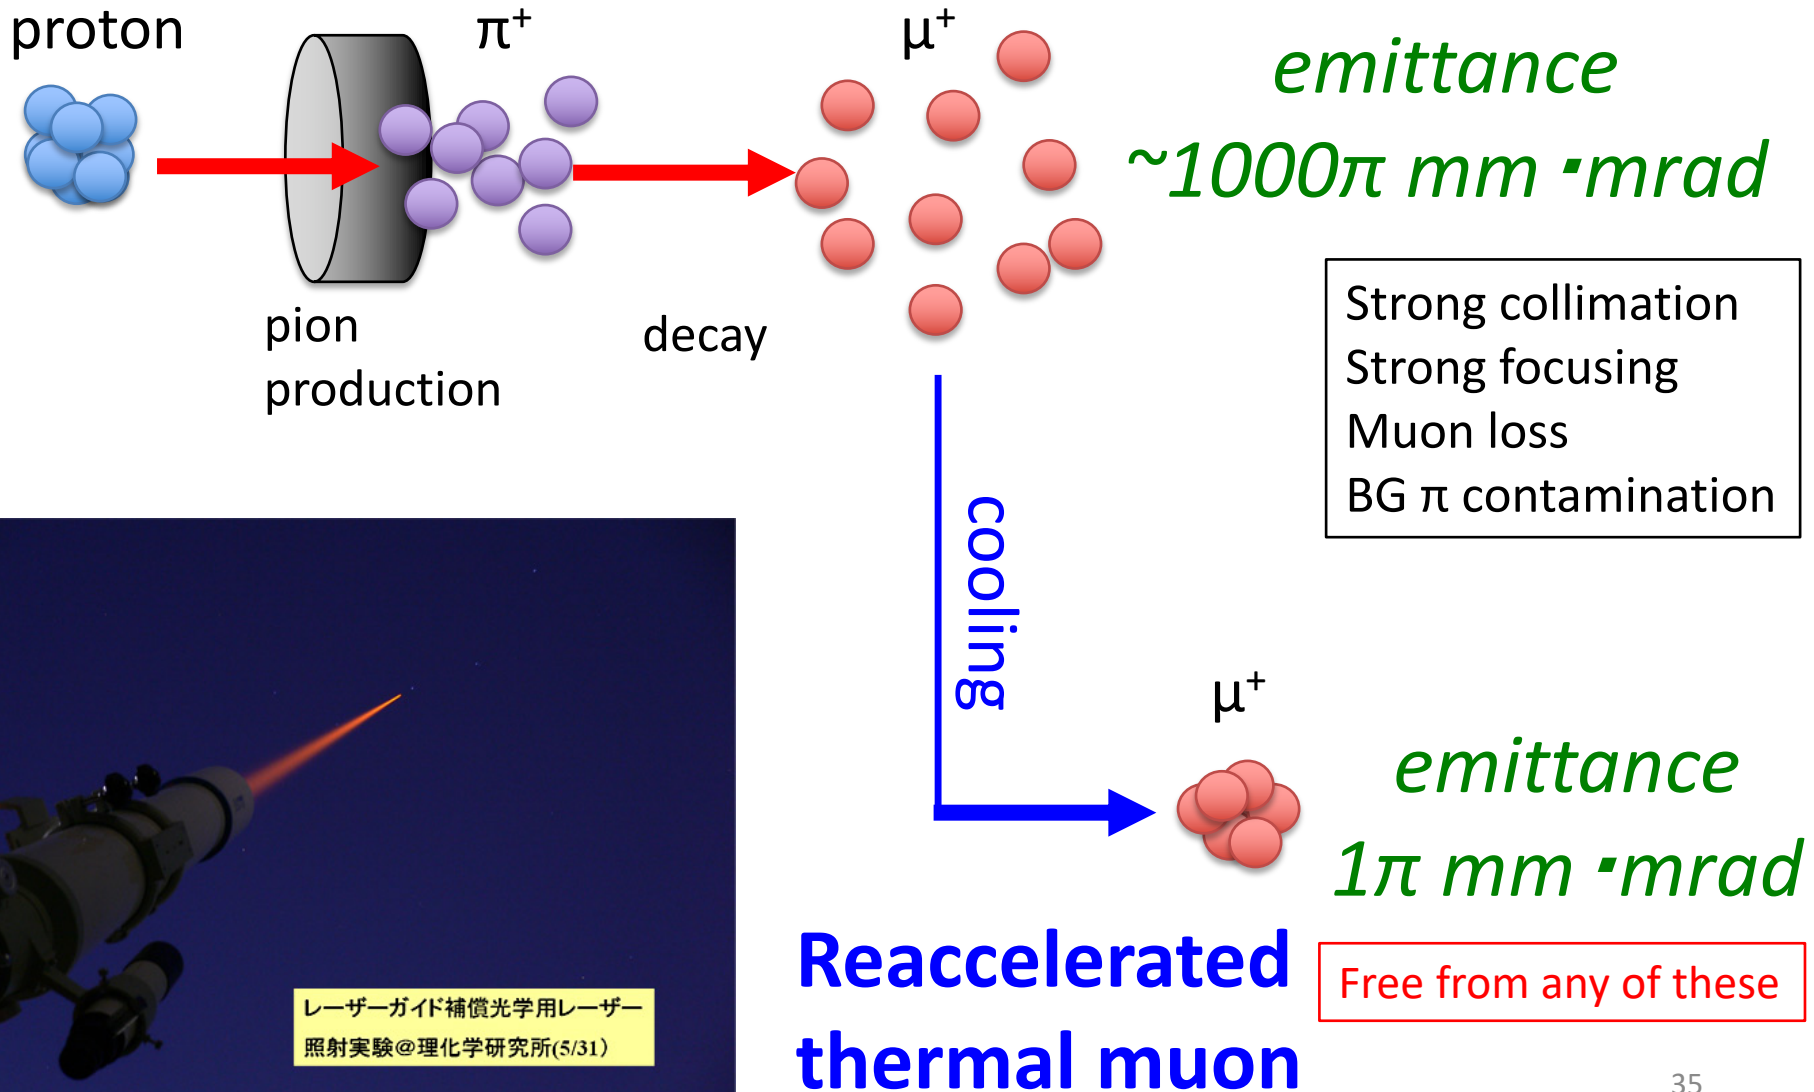 proton
π⁺
μ⁺
emittance
~1000π mm・mrad
pion
production
decay
Strong collimation
Strong focusing
Muon loss
BG π contamination
cooling
μ⁺
emittance
1π mm・mrad
Reaccelerated
thermal muon
Free from any of these
レーザーガイド補償光学用レーザー
照射実験@理化学研究所(5/31)
35